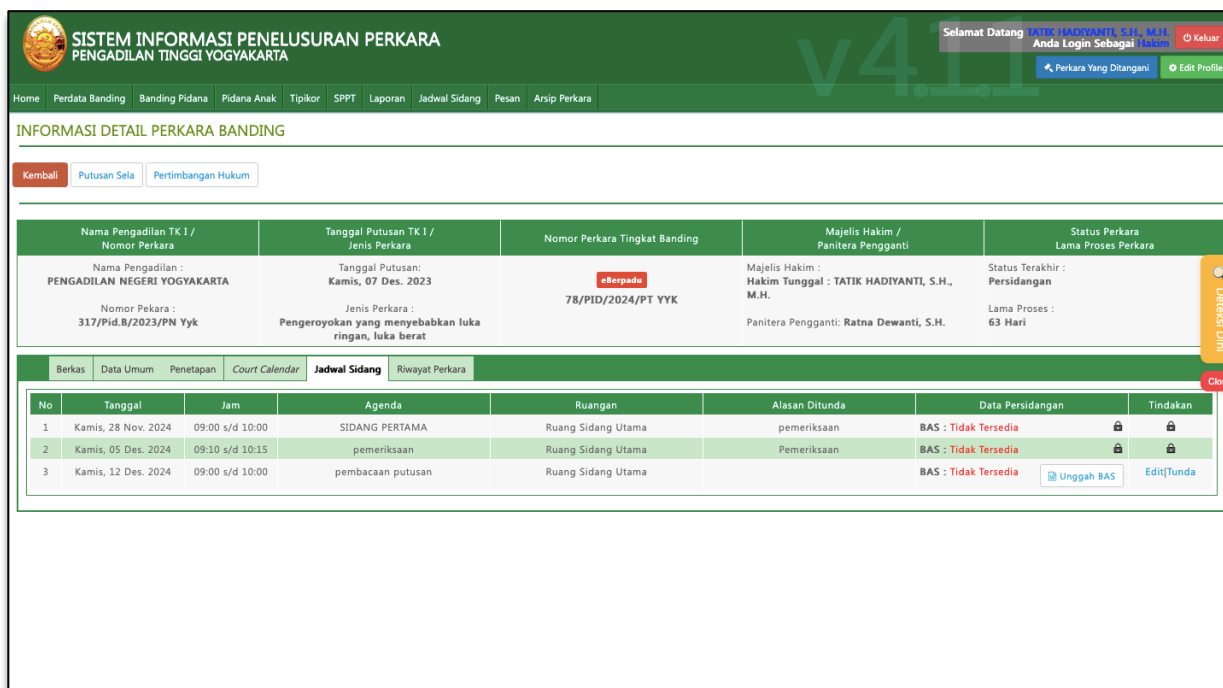 SISTEM INFORMASI PENELUSURAN PERKARA
PENGADILAN TINGGI YOGYAKARTA
v4.1.1
Selamat Datang TATIK HADIYANTI, S.H., M.H.
Anda Login Sebagai Hakim
Keluar
Perkara Yang Ditangani
Edit Profile
Home Perdata Banding Banding Pidana Pidana Anak Tipikor SPPT Laporan Jadwal Sidang Pesan Arsip Perkara
INFORMASI DETAIL PERKARA BANDING
Kembali Putusan Sela Pertimbangan Hukum
Nama Pengadilan TK I /
Nomor Perkara
Tanggal Putusan TK I /
Jenis Perkara
Nomor Perkara Tingkat Banding
Majelis Hakim /
Panitera Pengganti
Status Perkara
Lama Proses Perkara
Nama Pengadilan :
PENGADILAN NEGERI YOGYAKARTA
Nomor Pekara :
317/Pid.B/2023/PN Yyk
Tanggal Putusan:
Kamis, 07 Des. 2023
Jenis Perkara :
Pengeroyokan yang menyebabkan luka
ringan, luka berat
eBerpadu
78/PID/2024/PT YYK
Majelis Hakim :
Hakim Tunggal : TATIK HADIYANTI, S.H.,
M.H.
Panitera Pengganti: Ratna Dewanti, S.H.
Status Terakhir :
Persidangan
Lama Proses :
63 Hari
Deteksi Dini
Clo
Berkas Data Umum Penetapan Court Calendar Jadwal Sidang Riwayat Perkara
No Tanggal Jam Agenda Ruangan Alasan Ditunda Data Persidangan Tindakan
1 Kamis, 28 Nov. 2024 09:00 s/d 10:00 SIDANG PERTAMA Ruang Sidang Utama pemeriksaan BAS : Tidak Tersedia
2 Kamis, 05 Des. 2024 09:10 s/d 10:15 pemeriksaan Ruang Sidang Utama Pemeriksaan BAS : Tidak Tersedia
3 Kamis, 12 Des. 2024 09:00 s/d 10:00 pembacaan putusan Ruang Sidang Utama BAS : Tidak Tersedia Unggah BAS Edit|Tunda